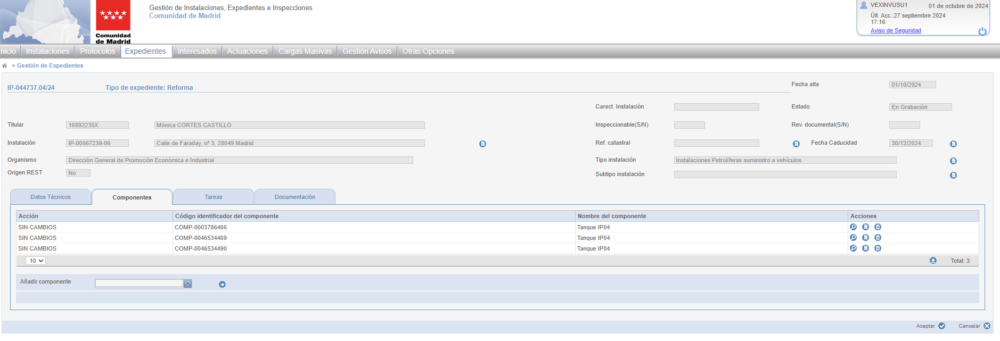 Gestión de Instalaciones, Expedientes e Inspecciones
Comunidad de Madrid
Comunidad
de Madrid
VEXINVUSU1 01 de octubre de 2024
Últ. Acc.:27 septiembre 2024
17:16
Aviso de Seguridad
nicio Instalaciones Protocolos Expedientes Interesados Actuaciones Cargas Masivas Gestión Avisos Otras Opciones
> Gestión de Expedientes
IP-044737.04/24 Tipo de expediente: Reforma Fecha alta 01/10/2024
Caract. Instalación Estado En Grabación
Titular 10892235X Mónica CORTES CASTILLO Inspeccionable(S/N) Rev. documental(S/N)
Instalación IP-00667239-06 Calle de Faraday, nº 3, 28049 Madrid Ref. catastral Fecha Caducidad 30/12/2024
Organismo Dirección General de Promoción Económica e Industrial Tipo instalación Instalaciones Petrolíferas suministro a vehículos
Origen REST No Subtipo instalación
Datos Técnicos Componentes Tareas Documentación
Acción Código identificador del componente Nombre del componente Acciones
SIN CAMBIOS COMP-0003786466 Tanque IP04
SIN CAMBIOS COMP-0046534489 Tanque IP04
SIN CAMBIOS COMP-0046534490 Tanque IP04
10 Total: 3
Añadir componente
Aceptar Cancelar